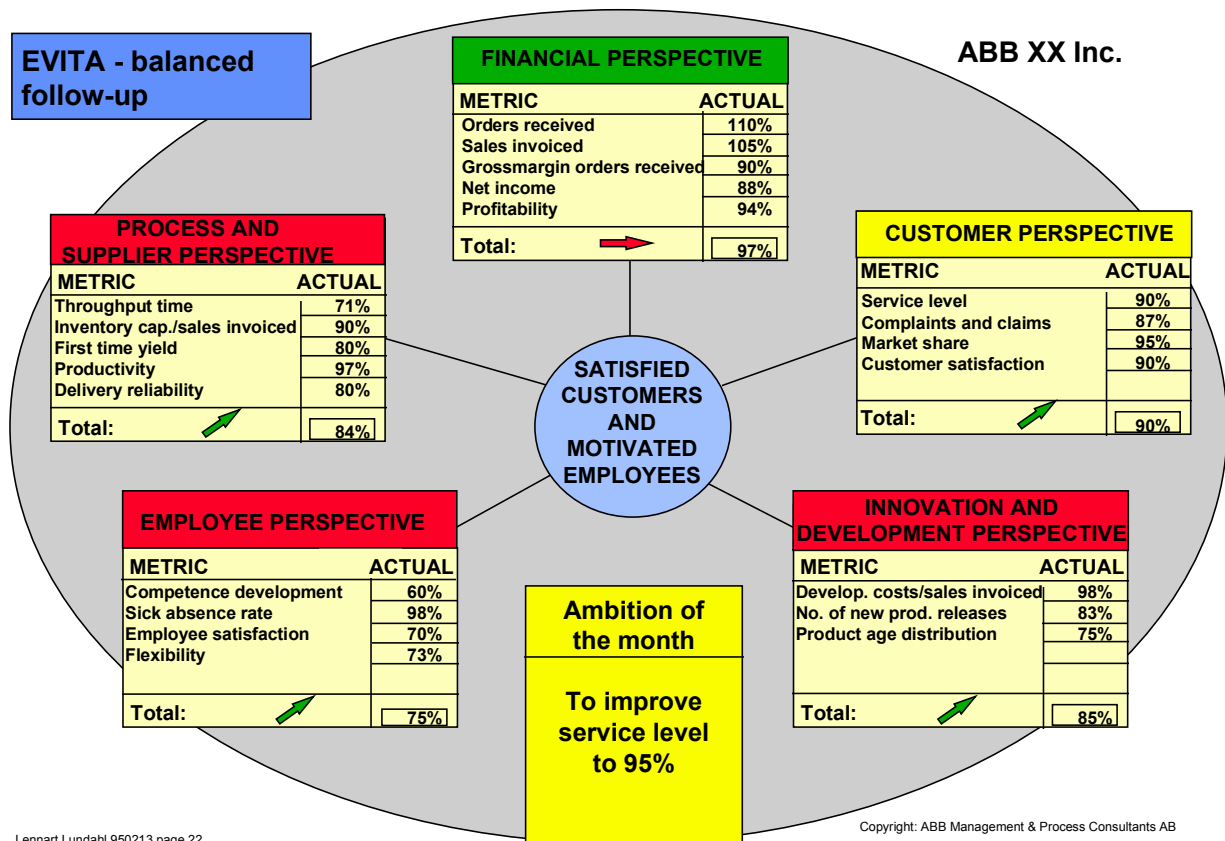 EVITA - balanced
follow-up
ABB XX Inc.
FINANCIAL PERSPECTIVE
METRIC ACTUAL
Orders received 110%
Sales invoiced 105%
Grossmargin orders received 90%
Net income 88%
Profitability 94%
Total: 97%
PROCESS AND
SUPPLIER PERSPECTIVE
METRIC ACTUAL
Throughput time 71%
Inventory cap./sales invoiced 90%
First time yield 80%
Productivity 97%
Delivery reliability 80%
Total: 84%
CUSTOMER PERSPECTIVE
METRIC ACTUAL
Service level 90%
Complaints and claims 87%
Market share 95%
Customer satisfaction 90%
Total: 90%
SATISFIED
CUSTOMERS
AND
MOTIVATED
EMPLOYEES
EMPLOYEE PERSPECTIVE
METRIC ACTUAL
Competence development 60%
Sick absence rate 98%
Employee satisfaction 70%
Flexibility 73%
Total: 75%
INNOVATION AND
DEVELOPMENT PERSPECTIVE
METRIC ACTUAL
Develop. costs/sales invoiced 98%
No. of new prod. releases 83%
Product age distribution 75%
Total: 85%
Ambition of
the month
To improve
service level
to 95%
Lennart Lundahl 950213 page 22
Copyright: ABB Management & Process Consultants AB